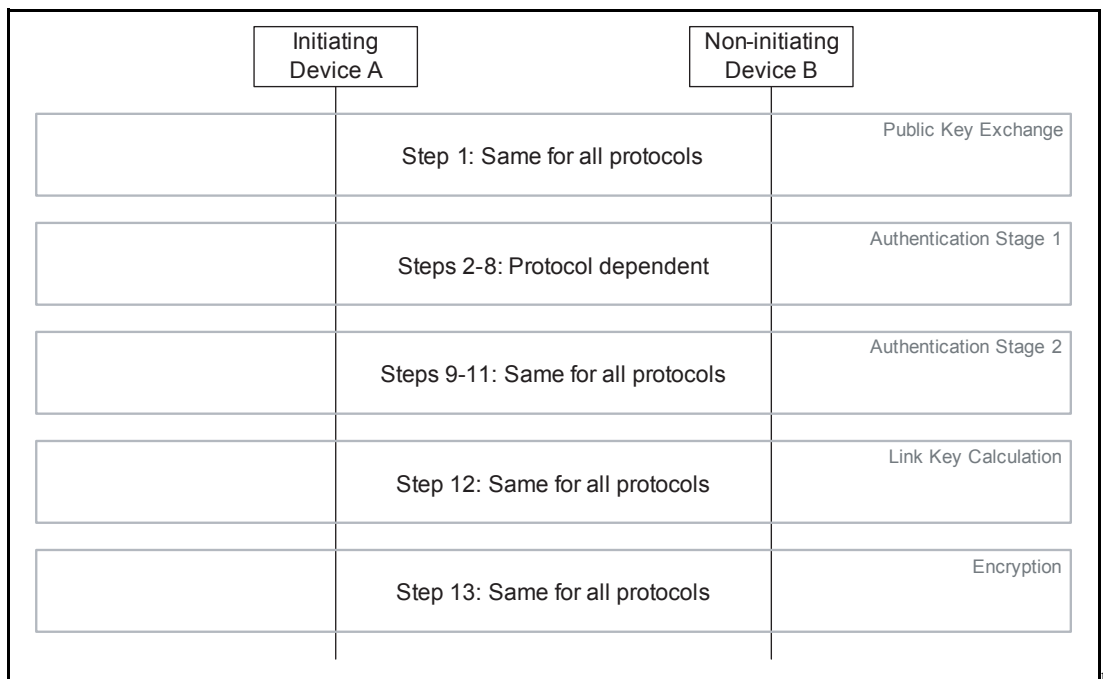 Initiating
Device A
Non-initiating
Device B
Public Key Exchange
Step 1: Same for all protocols
Authentication Stage 1
Steps 2-8: Protocol dependent
Authentication Stage 2
Steps 9-11: Same for all protocols
Link Key Calculation
Step 12: Same for all protocols
Encryption
Step 13: Same for all protocols